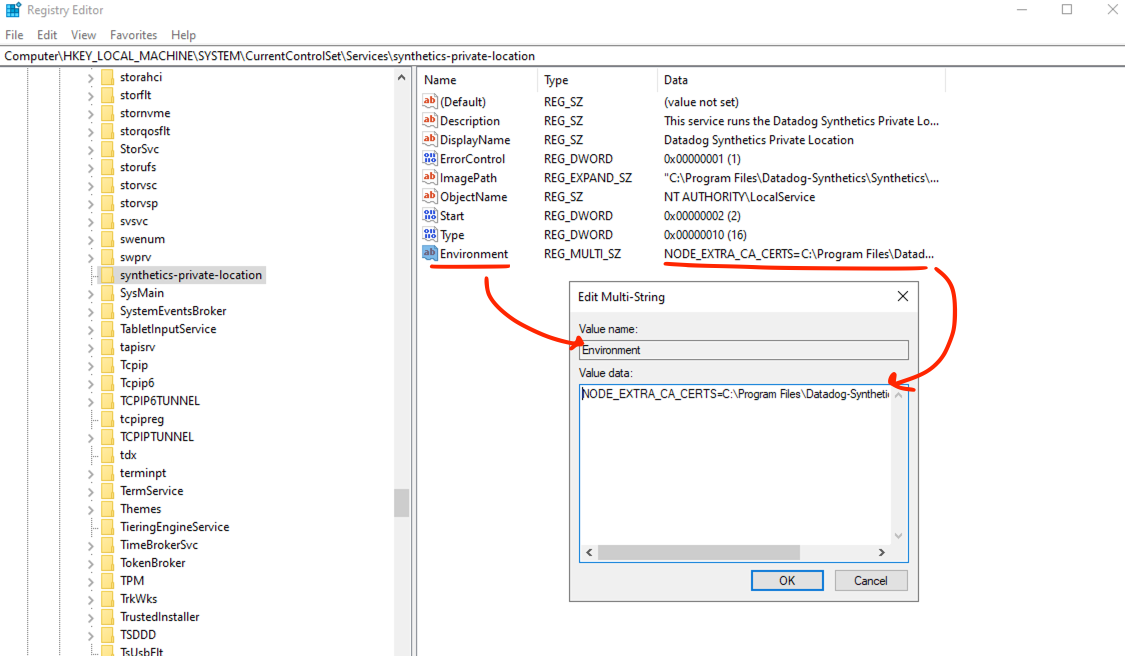 Registry Editor
File Edit View Favorites Help
Computer\HKEY_LOCAL_MACHINE\SYSTEM\CurrentControlSet\Services\synthetics-private-location
storahci
storflt
stornvme
storqosflt
StorSvc
storufs
storvsc
storvsp
svsvc
swenum
swprv
synthetics-private-location
SysMain
SystemEventsBroker
TabletInputService
tapisrv
Tcpip
Tcpip6
TCPIP6TUNNEL
tcpipreg
TCPIPTUNNEL
tdx
terminpt
TermService
Themes
TieringEngineService
TimeBrokerSvc
TokenBroker
TPM
TrkWks
TrustedInstaller
TSDDD
TsUsbFlt
Name Type Data
(Default) REG_SZ (value not set)
Description REG_SZ This service runs the Datadog Synthetics Private Lo...
DisplayName REG_SZ Datadog Synthetics Private Location
ErrorControl REG_DWORD 0x00000001 (1)
ImagePath REG_EXPAND_SZ "C:\Program Files\Datadog-Synthetics\Synthetics\...
ObjectName REG_SZ NT AUTHORITY\LocalService
Start REG_DWORD 0x00000002 (2)
Type REG_DWORD 0x00000010 (16)
Environment REG_MULTI_SZ NODE_EXTRA_CA_CERTS=C:\Program Files\Datad...
Edit Multi-String
Value name:
Environment
Value data:
NODE_EXTRA_CA_CERTS=C:\Program Files\Datadog-Synthetic
OK Cancel